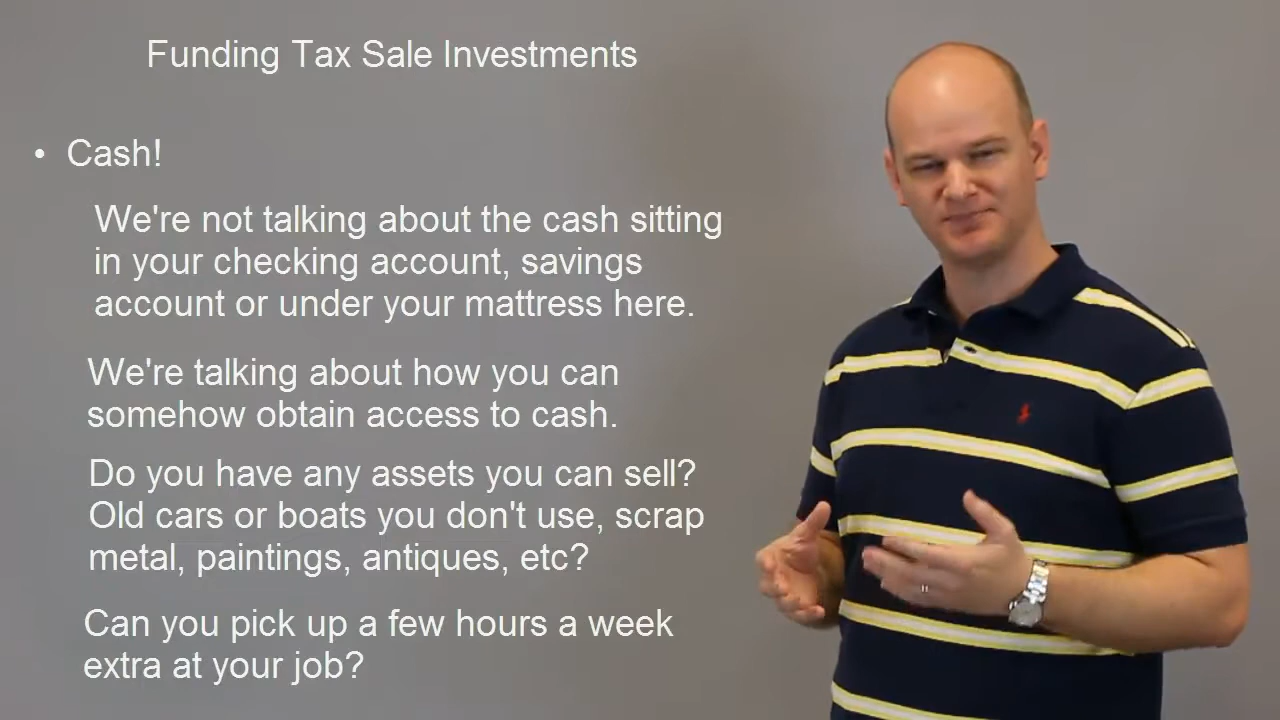 Funding Tax Sale Investments
• Cash!
We're not talking about the cash sitting
in your checking account, savings
account or under your mattress here.
We're talking about how you can
somehow obtain access to cash.
Do you have any assets you can sell?
Old cars or boats you don't use, scrap
metal, paintings, antiques, etc?
Can you pick up a few hours a week
extra at your job?